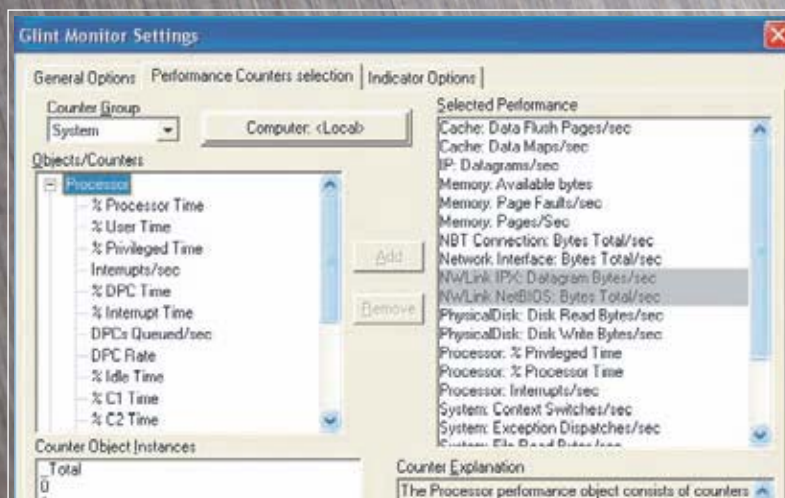 Glint Monitor Settings
General Options
Performance Counters selection
Indicator Options
Counter Group
System
Computer: <Local>
Objects/Counters
Processor
% Processor Time
% User Time
% Privileged Time
Interrupts/sec
% DPC Time
% Interrupt Time
DPCs Queued/sec
DPC Rate
% Idle Time
% C1 Time
% C2 Time
Add
Remove
Selected Performance
Cache: Data Flush Pages/sec
Cache: Data Maps/sec
IP: Datagrams/sec
Memory: Available bytes
Memory: Page Faults/sec
Memory: Pages/Sec
NBT Connection: Bytes Total/sec
Network Interface: Bytes Total/sec
NWLink IPX: Datagram Bytes/sec
NWLink NetBIOS: Bytes Total/sec
PhysicalDisk: Disk Read Bytes/sec
PhysicalDisk: Disk Write Bytes/sec
Processor: % Privileged Time
Processor: % Processor Time
Processor: Interrupts/sec
System: Context Switches/sec
System: Exception Dispatches/sec
System: File Read Bytes/sec
Counter Object Instances
_Total
0
Counter Explanation
The Processor performance object consists of counters